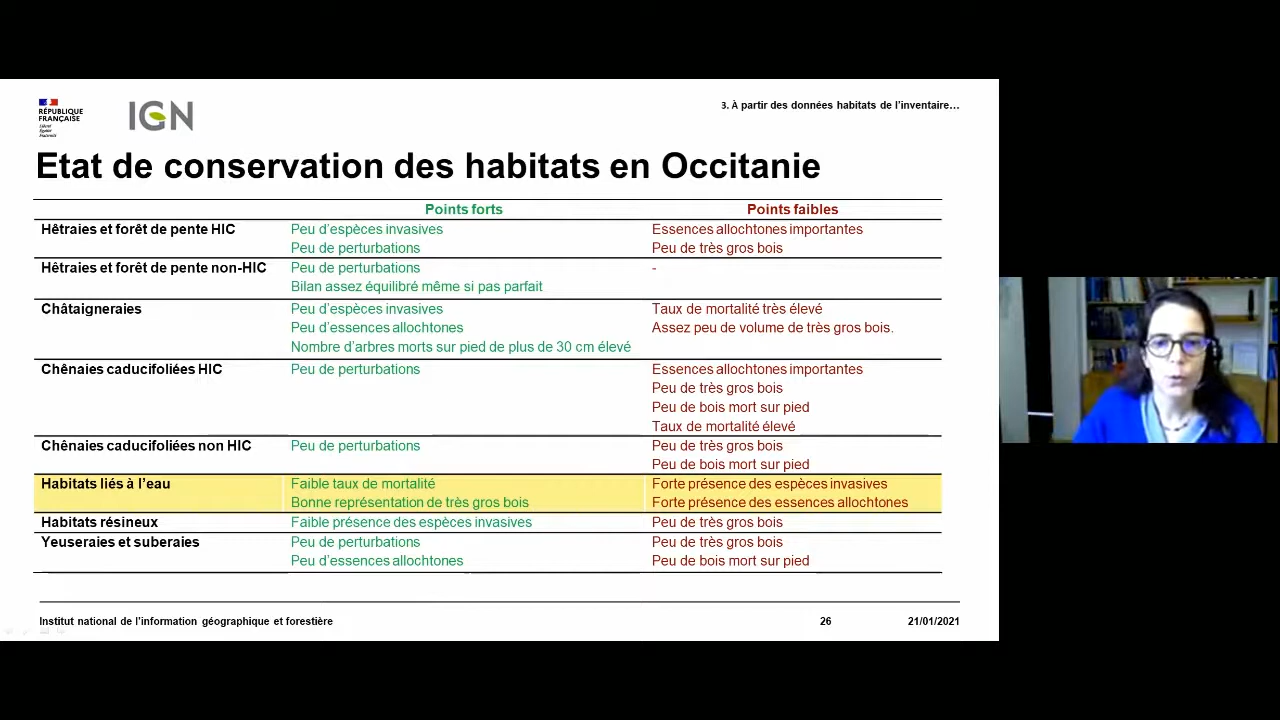 RÉPUBLIQUE
FRANÇAISE
Liberté
Égalité
Fraternité
IGN
3. À partir des données habitats de l'inventaire…
Etat de conservation des habitats en Occitanie
Points forts
Points faibles
Hêtraies et forêt de pente HIC
Peu d'espèces invasives
Essences allochtones importantes
Peu de perturbations
Peu de très gros bois
Hêtraies et forêt de pente non-HIC
Peu de perturbations
-
Bilan assez équilibré même si pas parfait
Châtaigneraies
Peu d'espèces invasives
Taux de mortalité très élevé
Peu d'essences allochtones
Assez peu de volume de très gros bois.
Nombre d'arbres morts sur pied de plus de 30 cm élevé
Chênaies caducifoliées HIC
Peu de perturbations
Essences allochtones importantes
Peu de très gros bois
Peu de bois mort sur pied
Taux de mortalité élevé
Chênaies caducifoliées non HIC
Peu de perturbations
Peu de très gros bois
Peu de bois mort sur pied
Habitats liés à l'eau
Faible taux de mortalité
Forte présence des espèces invasives
Bonne représentation de très gros bois
Forte présence des essences allochtones
Habitats résineux
Faible présence des espèces invasives
Peu de très gros bois
Yeuseraies et suberaies
Peu de perturbations
Peu de très gros bois
Peu d'essences allochtones
Peu de bois mort sur pied
Institut national de l'information géographique et forestière
26
21/01/2021